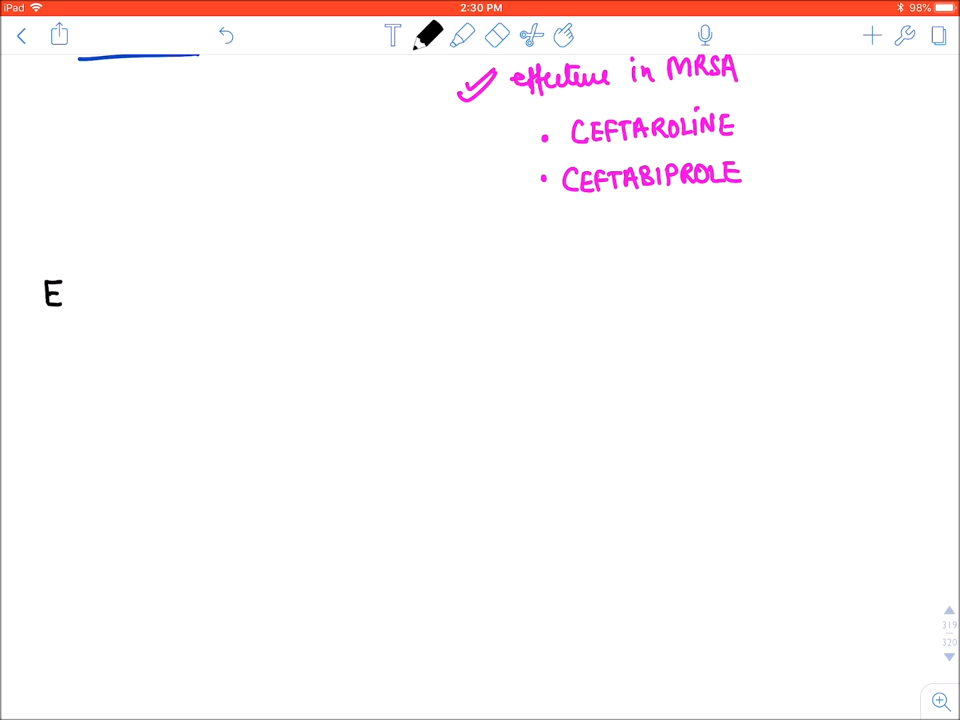 iPad 2:30 PM 98%
T
effective in MRSA
• CEFTAROLINE
• CEFTABIPROLE
E
319
320